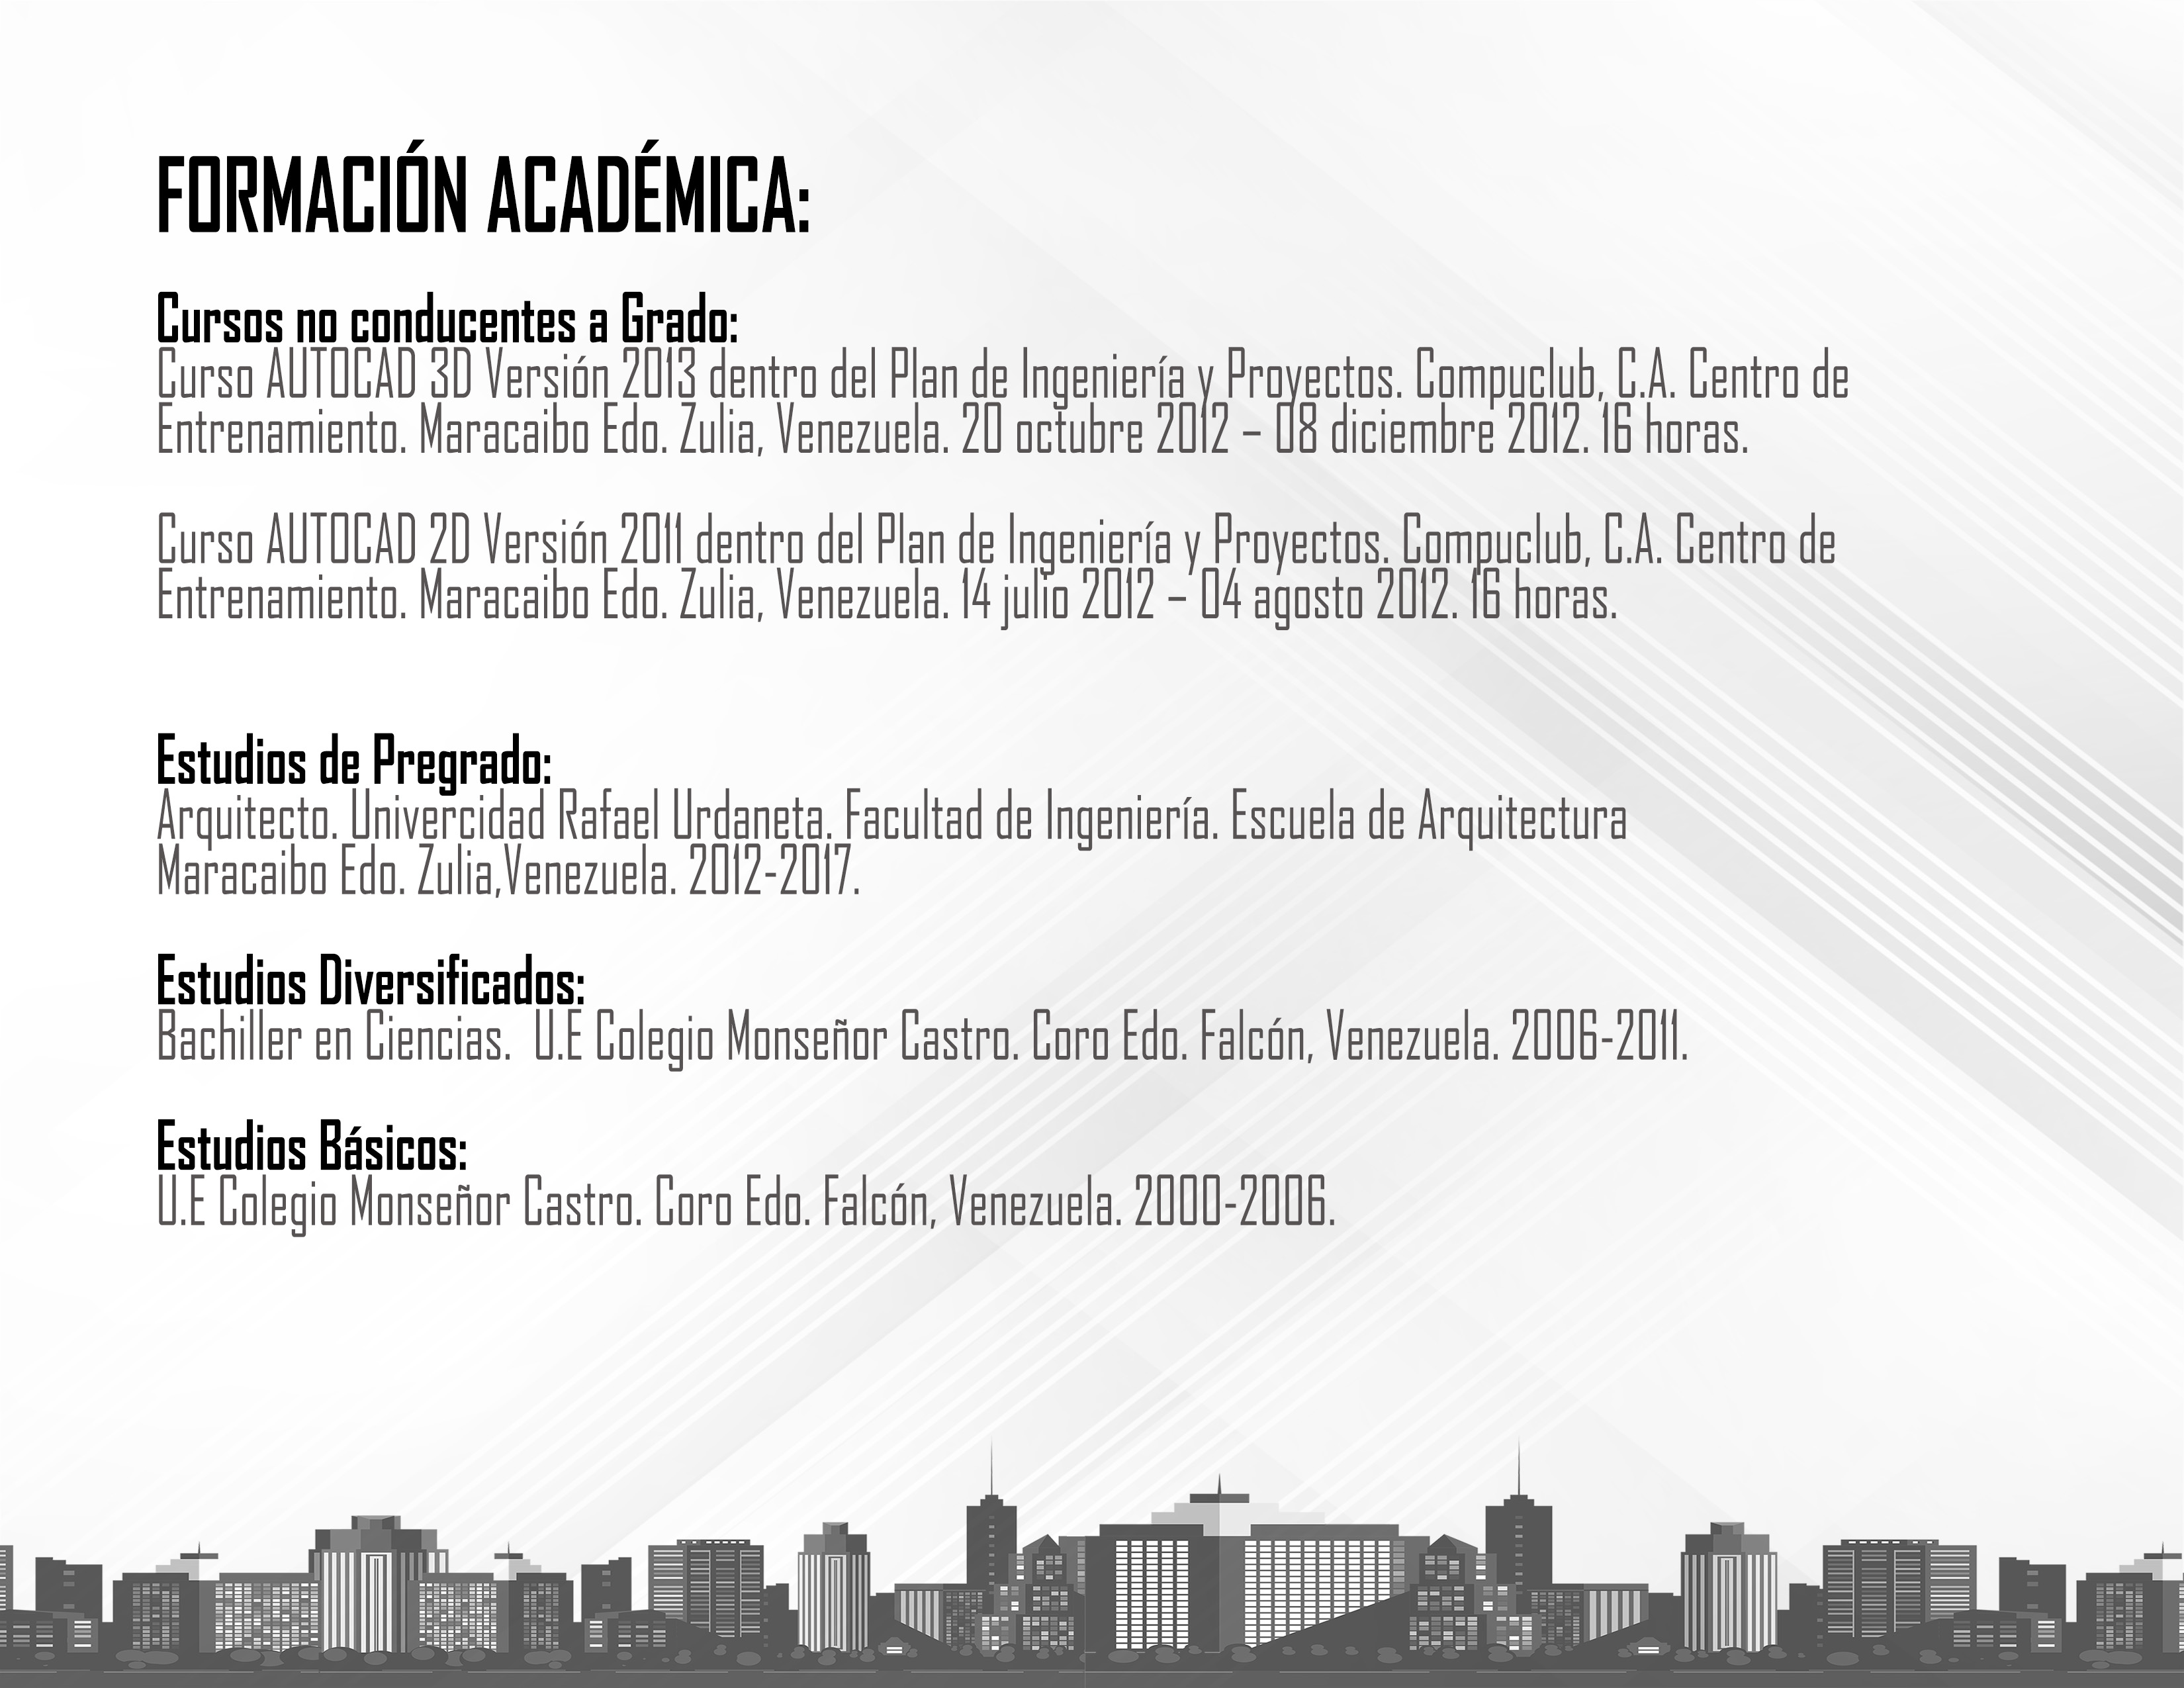 FORMACIÓN ACADÉMICA:
Cursos no conducentes a Grado:
Curso AUTOCAD 3D Versión 2013 dentro del Plan de Ingeniería y Proyectos. Compuclub, C.A. Centro de
Entrenamiento. Maracaibo Edo. Zulia, Venezuela. 20 octubre 2012 – 08 diciembre 2012. 16 horas.
Curso AUTOCAD 2D Versión 2011 dentro del Plan de Ingeniería y Proyectos. Compuclub, C.A. Centro de
Entrenamiento. Maracaibo Edo. Zulia, Venezuela. 14 julio 2012 – 04 agosto 2012. 16 horas.
Estudios de Pregrado:
Arquitecto. Univercidad Rafael Urdaneta. Facultad de Ingeniería. Escuela de Arquitectura
Maracaibo Edo. Zulia,Venezuela. 2012-2017.
Estudios Diversificados:
Bachiller en Ciencias.  U.E Colegio Monseñor Castro. Coro Edo. Falcón, Venezuela. 2006-2011.
Estudios Básicos:
U.E Colegio Monseñor Castro. Coro Edo. Falcón, Venezuela. 2000-2006.